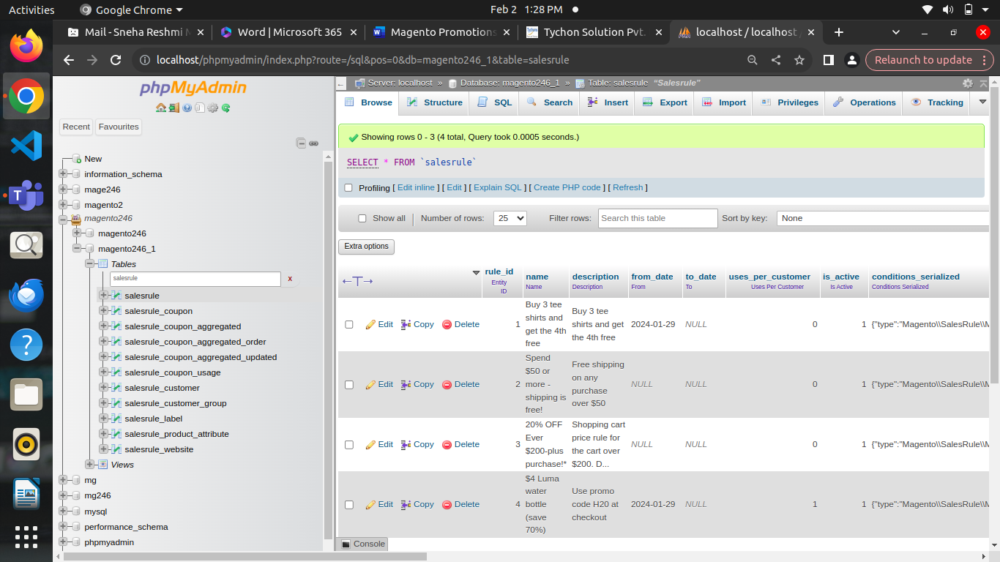 Activities
Google Chrome
Feb 2 1:28 PM
Mail - Sneha Reshmi M
Word | Microsoft 365
Magento Promotions
Tychon Solution Pvt.
localhost / localhost /
localhost/phpmyadmin/index.php?route=/sql&pos=0&db=magento246_1&table=salesrule
Relaunch to update
phpMyAdmin
Recent
Favourites
New
information_schema
mage246
magento2
magento246
magento246
magento246_1
Tables
salesrule
x
salesrule
salesrule_coupon
salesrule_coupon_aggregated
salesrule_coupon_aggregated_order
salesrule_coupon_aggregated_updated
salesrule_coupon_usage
salesrule_customer
salesrule_customer_group
salesrule_label
salesrule_product_attribute
salesrule_website
Views
mg
mg246
mysql
performance_schema
phpmyadmin
Server: localhost » Database: magento246_1 » Table: salesrule "Salesrule"
Browse Structure SQL Search Insert Export Import Privileges Operations Tracking
Showing rows 0 - 3 (4 total, Query took 0.0005 seconds.)
SELECT * FROM `salesrule`
Profiling [ Edit inline ] [ Edit ] [ Explain SQL ] [ Create PHP code ] [ Refresh ]
Show all Number of rows: 25 Filter rows: Search this table Sort by key: None
Extra options
←T→ rule_id name description from_date to_date uses_per_customer is_active conditions_serialized
Entity ID Name Description From To Uses Per Customer Is Active Conditions Serialized
Edit Copy Delete 1 Buy 3 tee shirts and get the 4th free Buy 3 tee shirts and get the 4th free 2024-01-29 NULL 0 1 {"type":"Magento\\SalesRule\\M
Edit Copy Delete 2 Spend $50 or more - shipping is free! Free shipping on any purchase over $50 NULL NULL 0 1 {"type":"Magento\\SalesRule\\M
Edit Copy Delete 3 20% OFF Ever $200-plus purchase!* Shopping cart price rule for the cart over $200. D... NULL NULL 0 1 {"type":"Magento\\SalesRule\\M
Edit Copy Delete 4 $4 Luma water bottle (save 70%) Use promo code H20 at checkout 2024-01-29 NULL 1 1 {"type":"Magento\\SalesRule\\M
Console